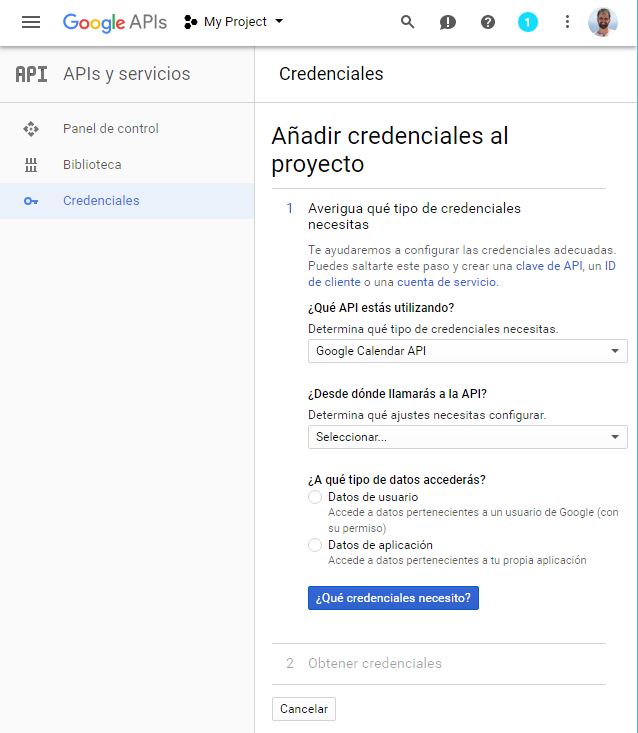 Google APIs
My Project
1
API
APIs y servicios
Credenciales
Panel de control
Biblioteca
Credenciales
Añadir credenciales al
proyecto
1 Averigua qué tipo de credenciales
necesitas
Te ayudaremos a configurar las credenciales adecuadas.
Puedes saltarte este paso y crear una clave de API, un ID
de cliente o una cuenta de servicio.
¿Qué API estás utilizando?
Determina qué tipo de credenciales necesitas.
Google Calendar API
¿Desde dónde llamarás a la API?
Determina qué ajustes necesitas configurar.
Seleccionar...
¿A qué tipo de datos accederás?
Datos de usuario
Accede a datos pertenecientes a un usuario de Google (con
su permiso)
Datos de aplicación
Accede a datos pertenecientes a tu propia aplicación
¿Qué credenciales necesito?
2 Obtener credenciales
Cancelar